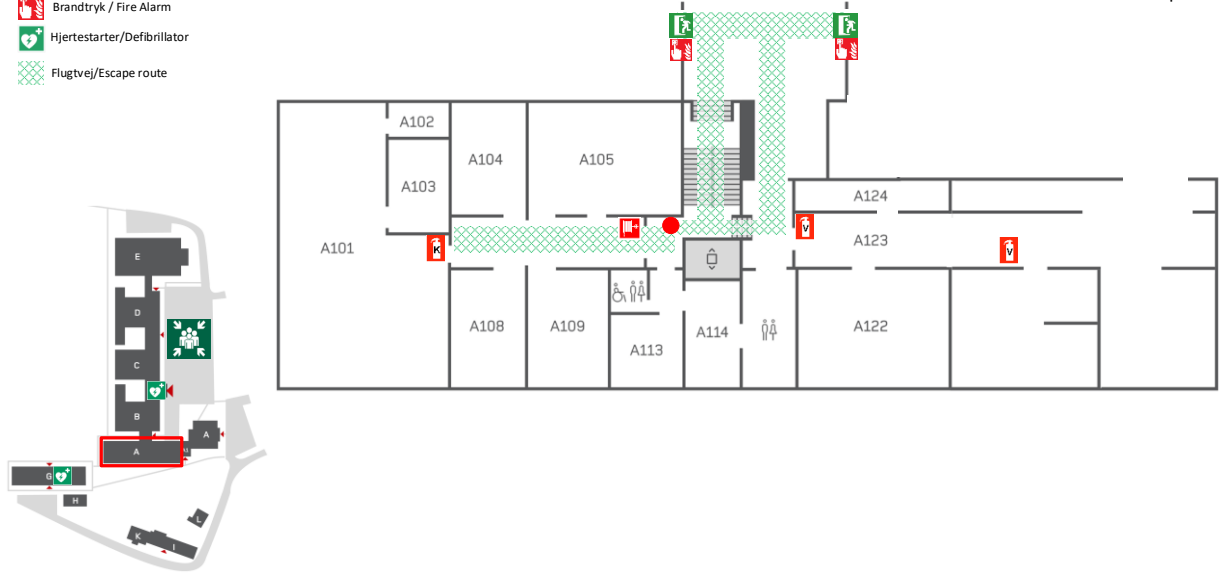 Brandtryk / Fire Alarm
Hjertestarter/Defibrillator
Flugtvej/Escape route
A102
A104
A105
A103
A124
A101
A123
K
V
V
A108
A109
A113
A114
A122
E
D
C
B
A
A
G
H
L
K
I